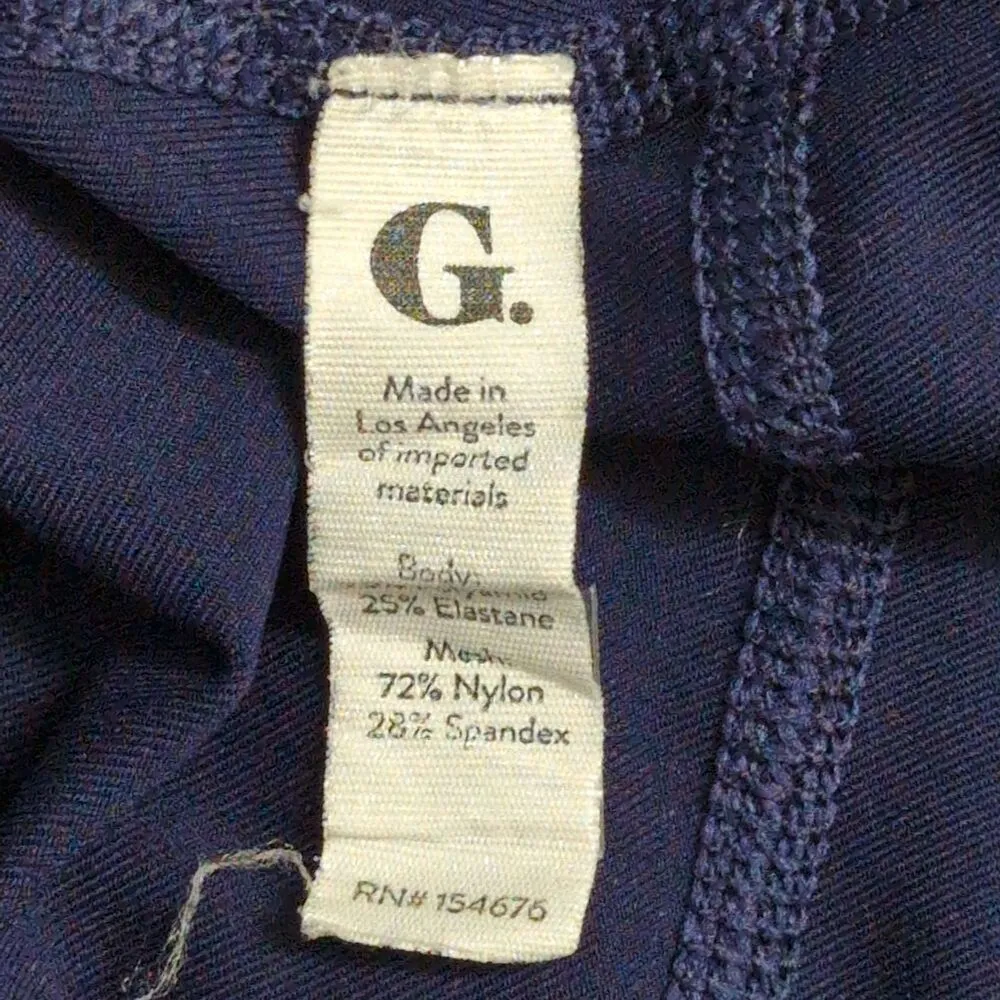 G.
Made in
Los Angeles
of imported
materials
Body:
25% Elastane
Mesh:
72% Nylon
28% Spandex
RN# 154676